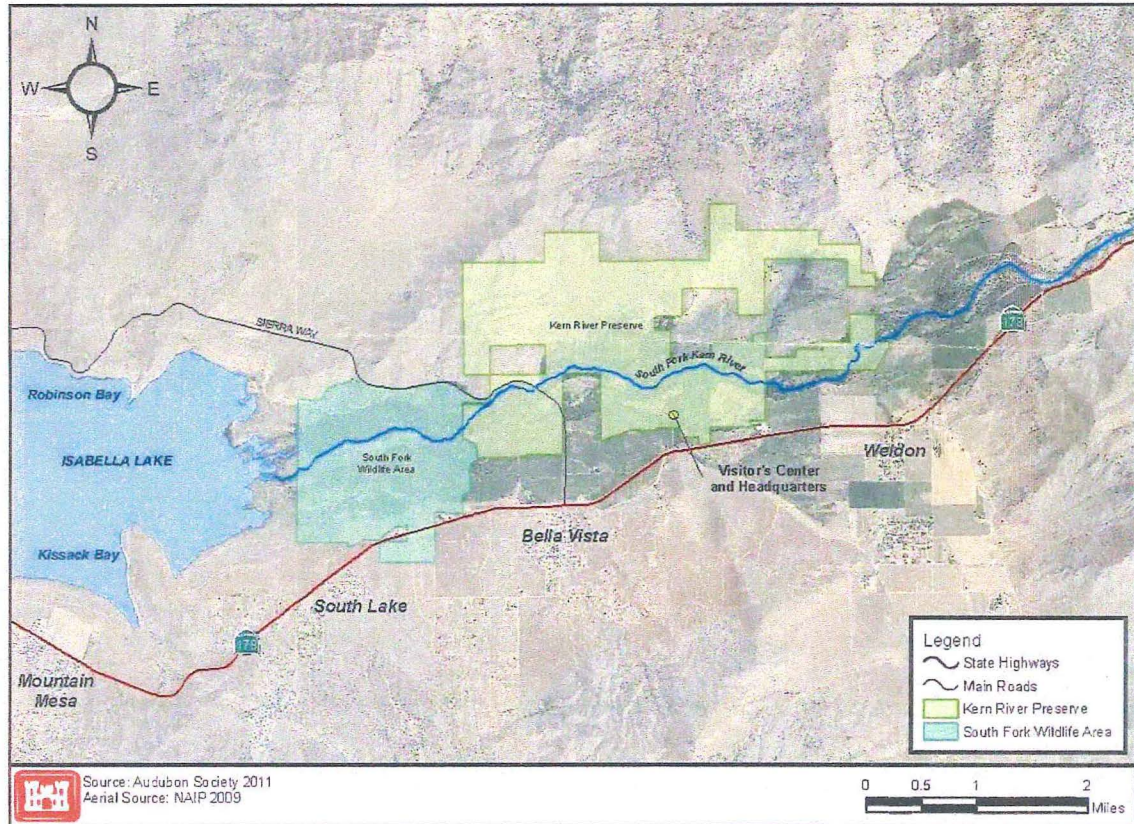 N
W
E
S
SIERRA WAY
Kern River Preserve
South Fork Kern River
178
Robinson Bay
ISABELLA LAKE
South Fork
Wildlife Area
Visitor's Center
and Headquarters
Weldon
Kissack Bay
Bella Vista
South Lake
178
Mountain
Mesa
Legend
State Highways
Main Roads
Kern River Preserve
South Fork Wildlife Area
Source: Audubon Society 2011
Aerial Source: NAIP 2009
0 0.5 1 2
Miles